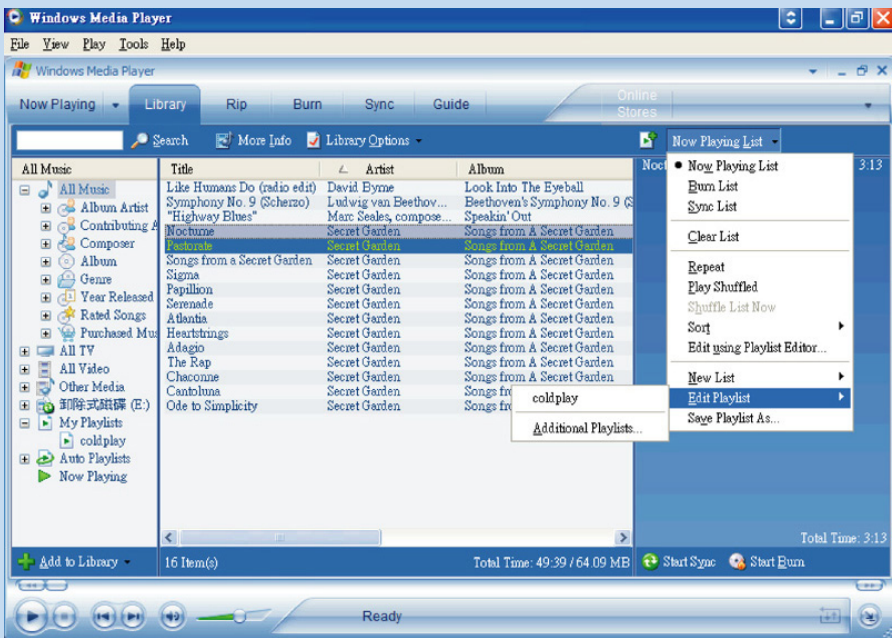 Windows Media Player
File View Play Tools Help
Windows Media Player
Now Playing Library Rip Burn Sync Guide Online Stores
Search More Info Library Options Now Playing List
All Music
All Music
Album Artist
Contributing A
Composer
Album
Genre
Year Released
Rated Songs
Purchased Mus
All TV
All Video
Other Media
卸除式磁碟 (E:)
My Playlists
coldplay
Auto Playlists
Now Playing
Title Artist Album
Like Humans Do (radio edit) David Byrne Look Into The Eyeball
Symphony No. 9 (Scherzo) Ludwig van Beethov... Beethoven's Symphony No. 9 (S
"Highway Blues" Marc Seales, compose... Speakin' Out
Nocturne Secret Garden Songs from A Secret Garden
Pastorale Secret Garden Songs from A Secret Garden
Songs from a Secret Garden Secret Garden Songs from A Secret Garden
Sigma Secret Garden Songs from A Secret Garden
Papillion Secret Garden Songs from A Secret Garden
Serenade Secret Garden Songs from A Secret Garden
Atlantia Secret Garden Songs from A Secret Garden
Heartstrings Secret Garden Songs from A Secret Garden
Adagio Secret Garden Songs from A Secret Garden
The Rap Secret Garden Songs from A Secret Garden
Chaconne Secret Garden Songs from A Secret Garden
Cantoluna Secret Garden Songs fr
Ode to Simplicity Secret Garden Songs fr
Noct 3:13
Now Playing List
Burn List
Sync List
Clear List
Repeat
Play Shuffled
Shuffle List Now
Sort
Edit using Playlist Editor...
New List
Edit Playlist
Save Playlist As...
coldplay
Additional Playlists...
Total Time: 3:13
Add to Library 16 Item(s) Total Time: 49:39 / 64.09 MB Start Sync Start Burn
Ready